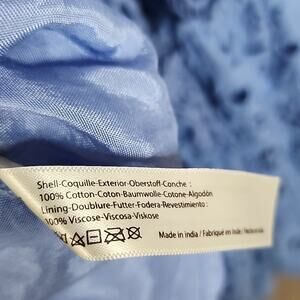 Shell-Coquille-Exterior-Oberstoff-Conche :
100% Cotton-Coton-Baumwolle-Cotone-Algodón
Lining-Doublure-Futter-Fodera-Revestimiento :
100% Viscose-Viscosa-Viskose
Made in india / Fabriqué en Inde /